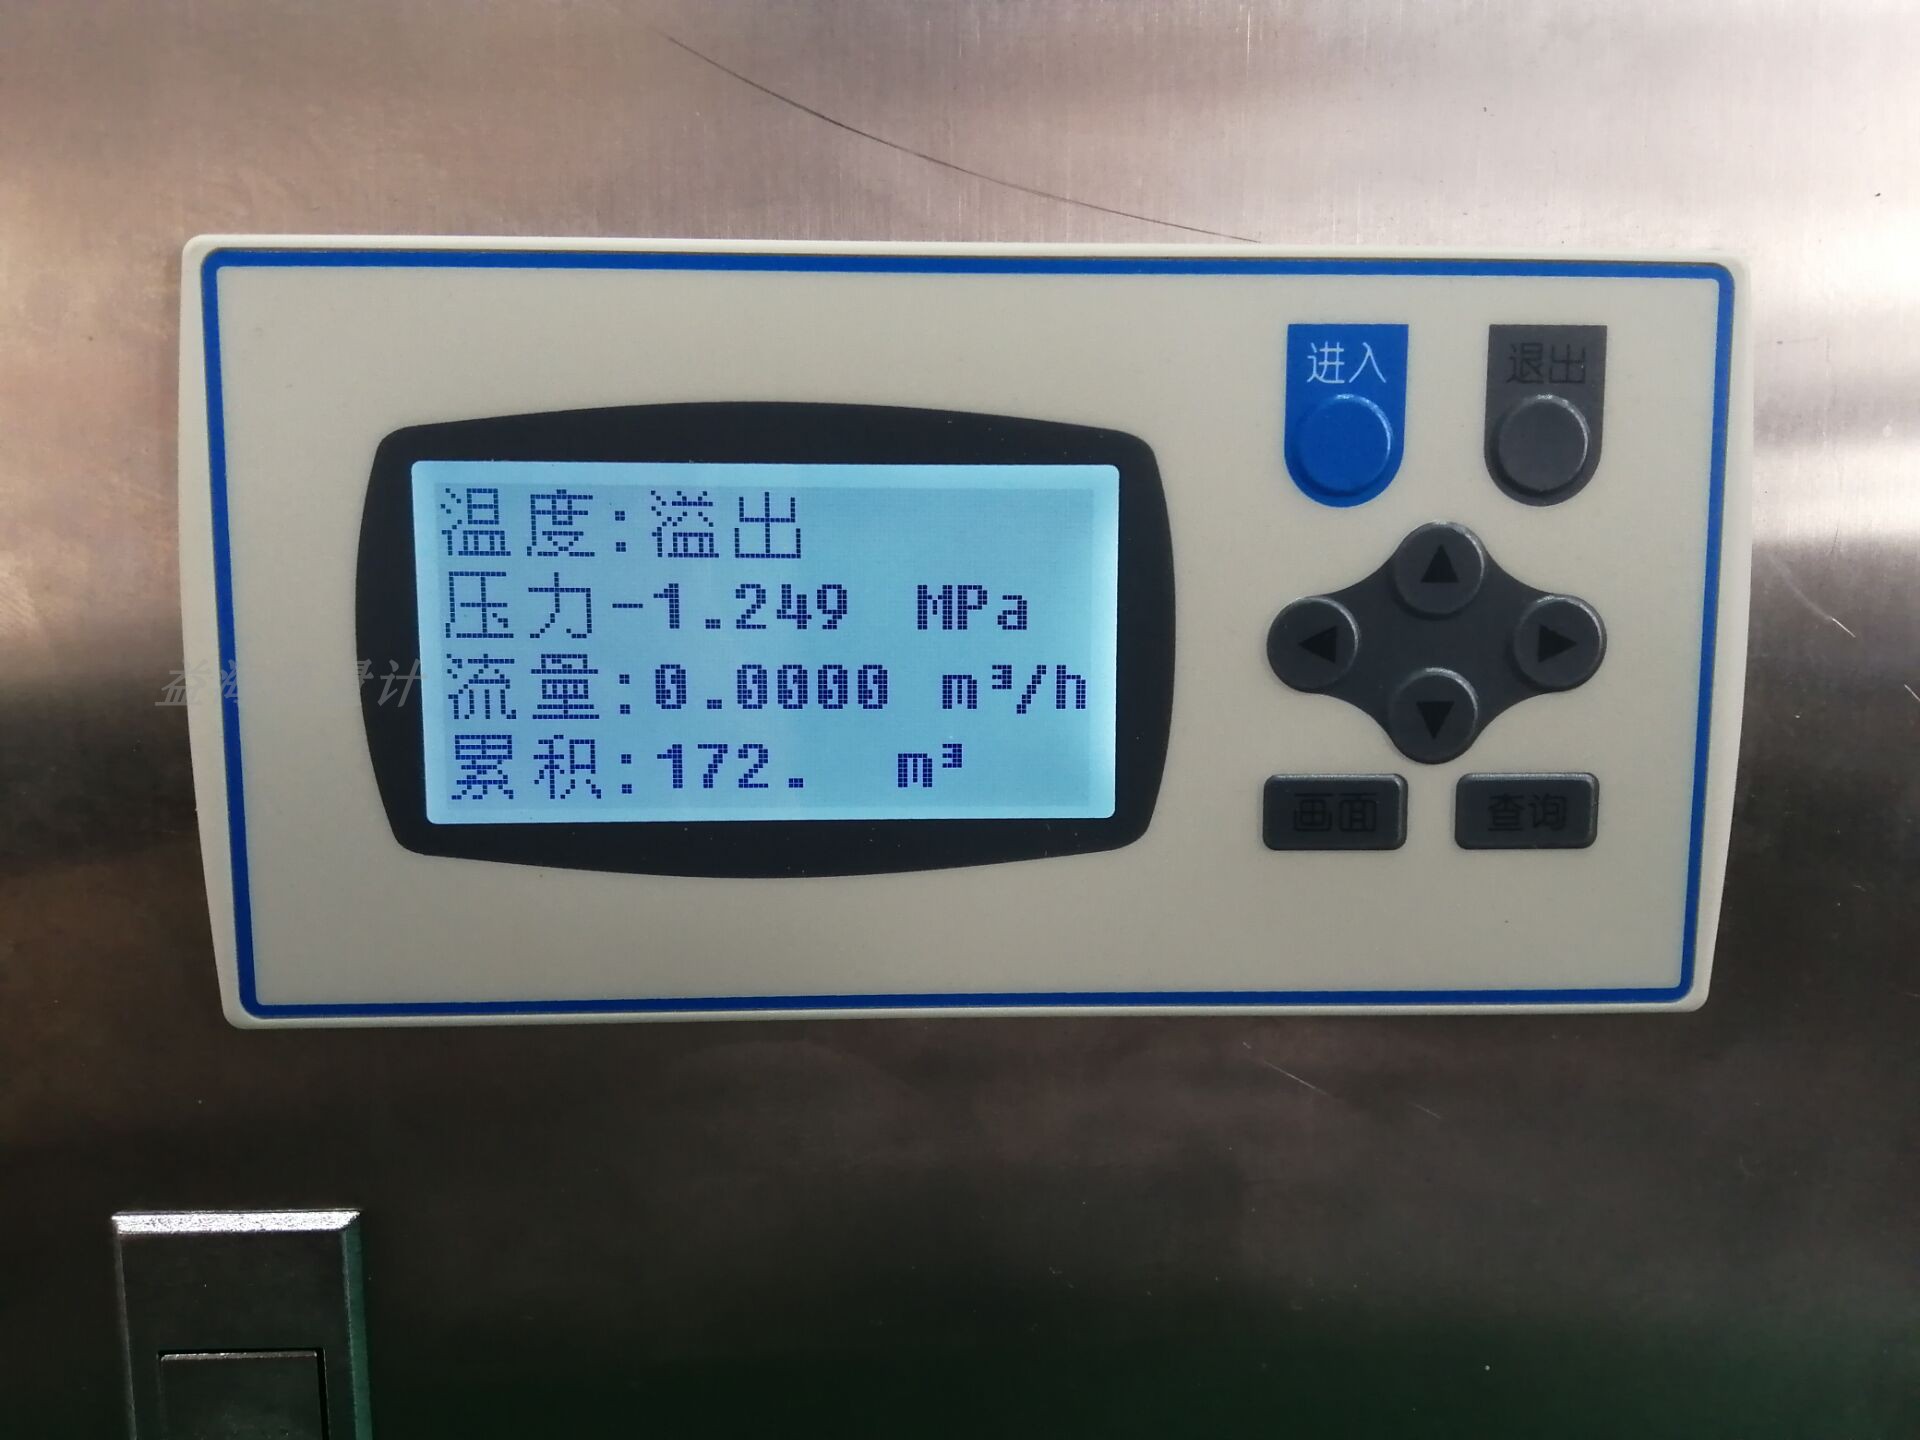 进入
退出
温度:溢出
压力-1.249 MPa
流量:0.0000 m³/h
累积:172. m³
画面
查询